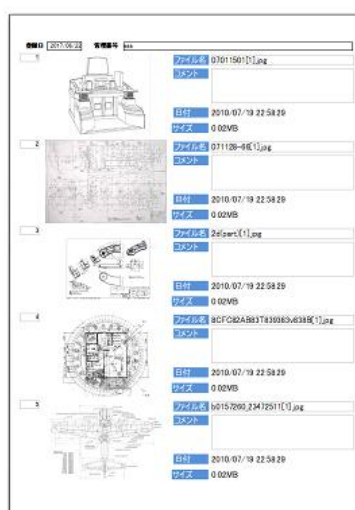 登録日 2017/06/22 管理番号 aaa
1
ファイル名 07011501[1].jpg
コメント
日付 2010/07/19 22:58:29
サイズ 0.02MB
2
ファイル名 071128-66[1].jpg
コメント
日付 2010/07/19 22:58:29
サイズ 0.02MB
3
ファイル名 2d(part)[1].jpg
コメント
日付 2010/07/19 22:58:29
サイズ 0.02MB
4
ファイル名
コメント
日付 2010/07/19 22:58:29
サイズ 0.02MB
5
ファイル名 b0157260_23472511[1].jpg
コメント
日付 2010/07/19 22:58:29
サイズ 0.02MB